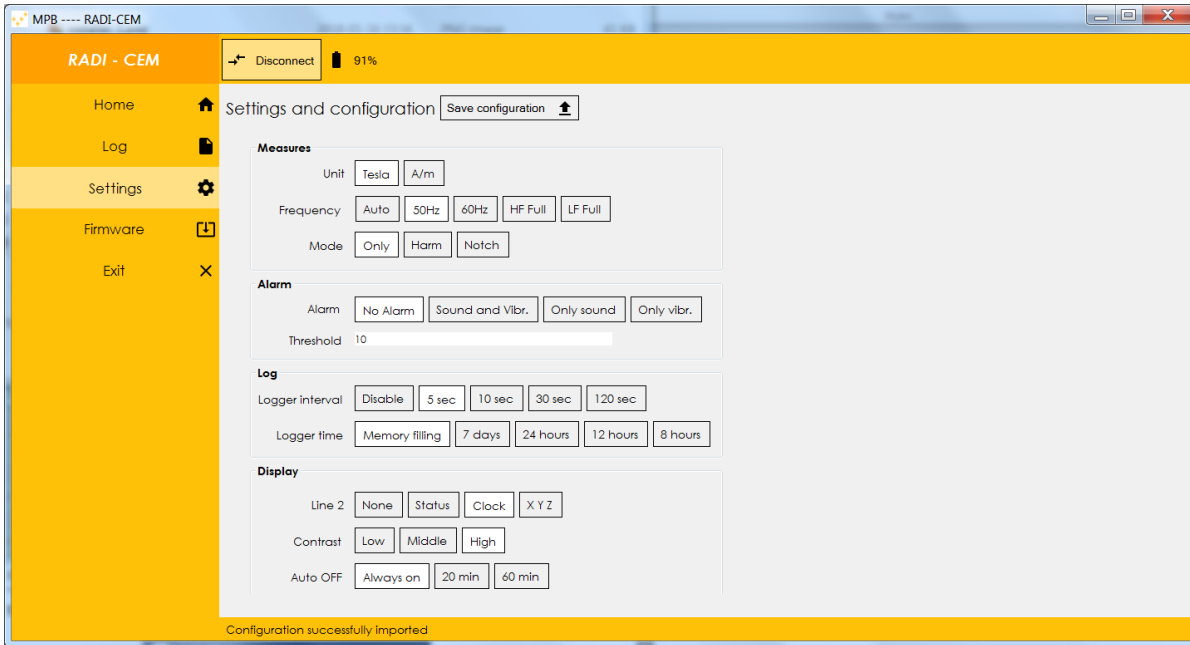 MPB ---- RADI-CEM
RADI - CEM
Disconnect 91%
Home
Log
Settings
Firmware
Exit
Settings and configuration Save configuration
Measures
Unit Tesla A/m
Frequency Auto 50Hz 60Hz HF Full LF Full
Mode Only Harm Notch
Alarm
Alarm No Alarm Sound and Vibr. Only sound Only vibr.
Threshold 10
Log
Logger interval Disable 5 sec 10 sec 30 sec 120 sec
Logger time Memory filling 7 days 24 hours 12 hours 8 hours
Display
Line 2 None Status Clock X Y Z
Contrast Low Middle High
Auto OFF Always on 20 min 60 min
Configuration successfully imported